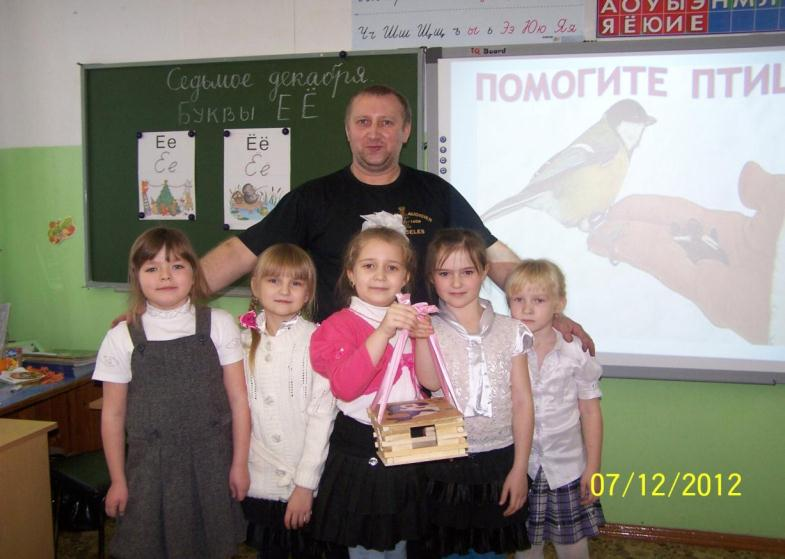 Чч Шш Щщ ъ ы ь Ээ Юю Яя
А О У Ы Э Н М Л
Я Ё Ю И Е
IQ Board
Седьмое декабря.
БУКВЫ Е Ё
ПОМОГИТЕ ПТИЦ
Ее
Ее
Ёё
Ёё
07/12/2012